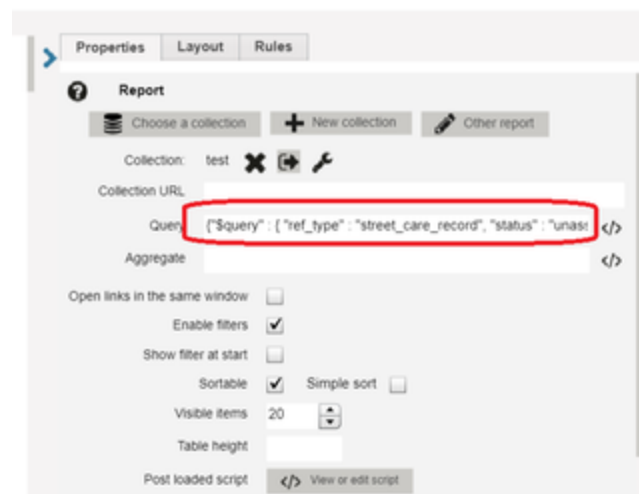 Properties Layout Rules
Report
Choose a collection New collection Other report
Collection: test
Collection URL
Query {"$query" : { "ref_type" : "street_care_record", "status" : "unas
Aggregate
Open links in the same window
Enable filters
Show filter at start
Sortable Simple sort
Visible items 20
Table height
Post loaded script </> View or edit script